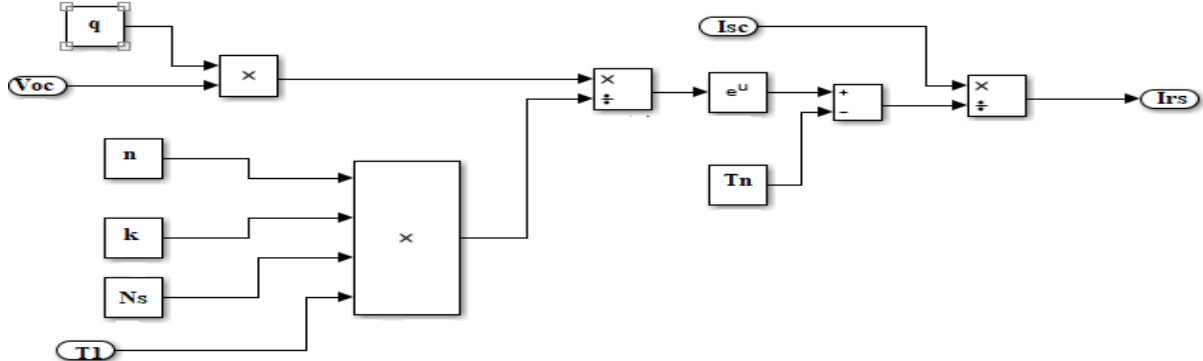 q
Voc
×
n
k
Ns
T1
×
×
÷
e^u
+
−
Tn
Isc
×
÷
Irs